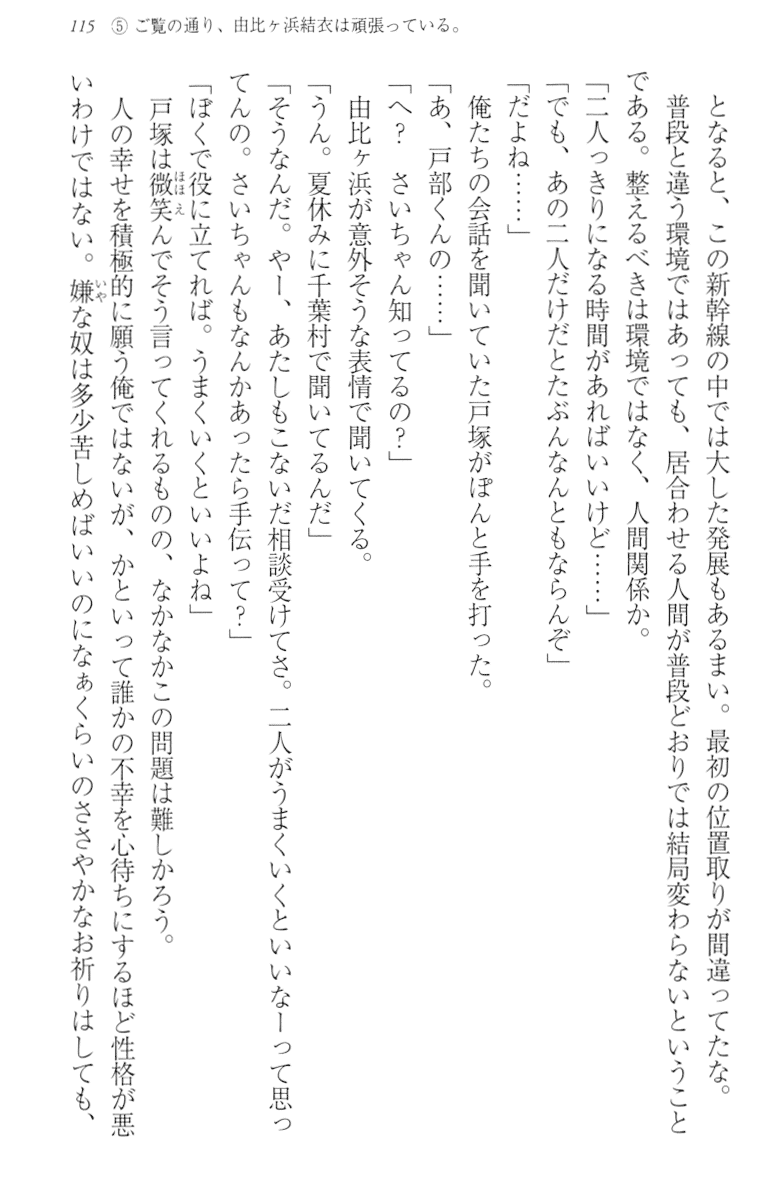 115 ⑤ ご覧の通り、由比ヶ浜結衣は頑張っている。
となると、この新幹線の中では大した発展もあるまい。最初の位置取りが間違ってたな。
普段と違う環境ではあっても、居合わせる人間が普段どおりでは結局変わらないということ
である。整えるべきは環境ではなく、人間関係か。
「二人っきりになる時間があればいいけど……」
「でも、あの二人だけだとたぶんなんともならんぞ」
「だよね……」
俺たちの会話を聞いていた戸塚がぽんと手を打った。
「あ、戸部くんの……」
「へ？　さいちゃん知ってるの？」
由比ヶ浜が意外そうな表情で聞いてくる。
「うん。夏休みに千葉村で聞いてるんだ」
「そうなんだ。やー、あたしもこないだ相談受けてさ。二人がうまくいくといいなーって思っ
てんの。さいちゃんもなんかあったら手伝って？」
「ぼくで役に立てれば。うまくいくといいよね」
戸塚は微笑んでそう言ってくれるものの、なかなかこの問題は難しかろう。
人の幸せを積極的に願う俺ではないが、かといって誰かの不幸を心待ちにするほど性格が悪
いわけではない。嫌な奴は多少苦しめばいいのになぁくらいのささやかなお祈りはしても、